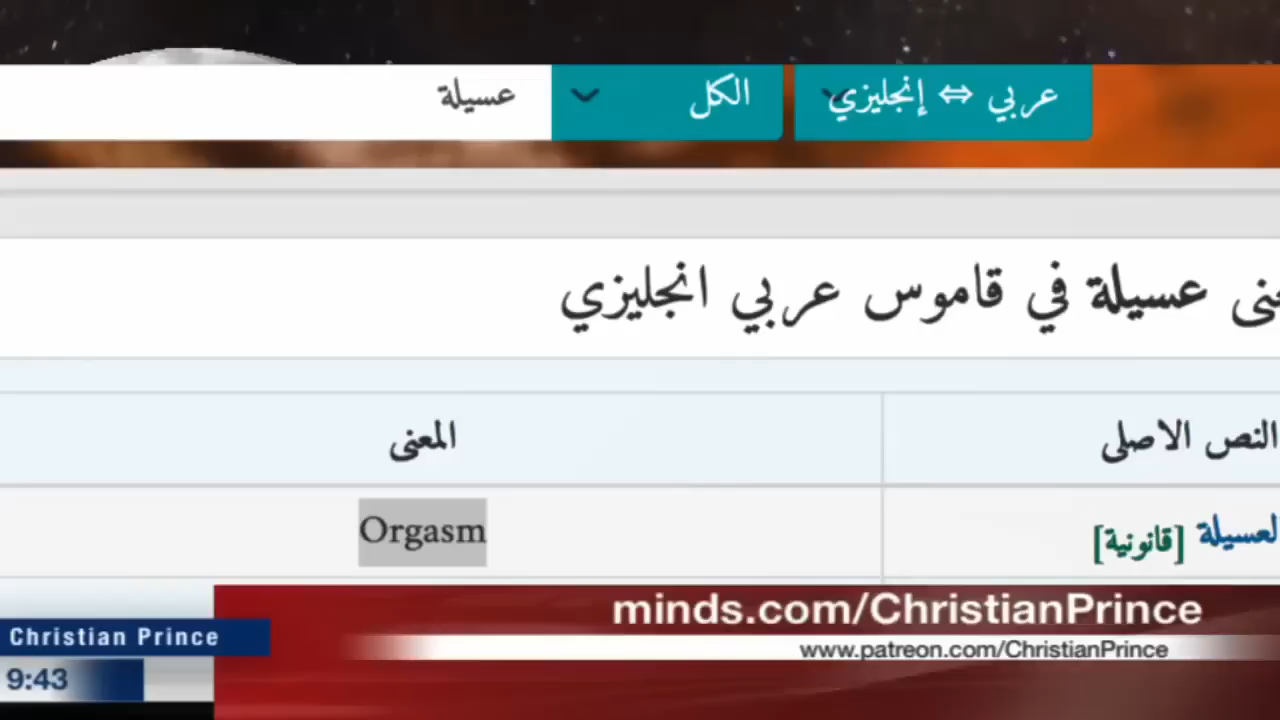 عربي ⇔ إنجليزي الكل عسيلة
عسيلة في قاموس عربي انجليزي
النص الاصلى المعنى
[قانونية] Orgasm
minds.com/ChristianPrince
Christian Prince
www.patreon.com/ChristianPrince
9:43